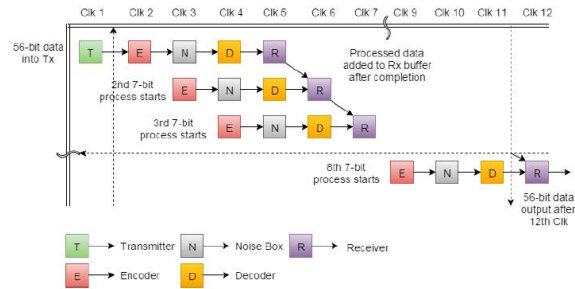 Clk 1 Clk 2 Clk 3 Clk 4 Clk 5 Clk 6 Clk 7 Clk 9 Clk 10 Clk 11 Clk 12
56-bit data
into Tx
T E N D R
Processed data
added to Rx buffer
after completion
2nd 7-bit
process starts
E N D R
3rd 7-bit
process starts
E N D R
8th 7-bit
process starts
E N D R
56-bit data
output after
12th Clk
T Transmitter N Noise Box R Receiver
E Encoder D Decoder